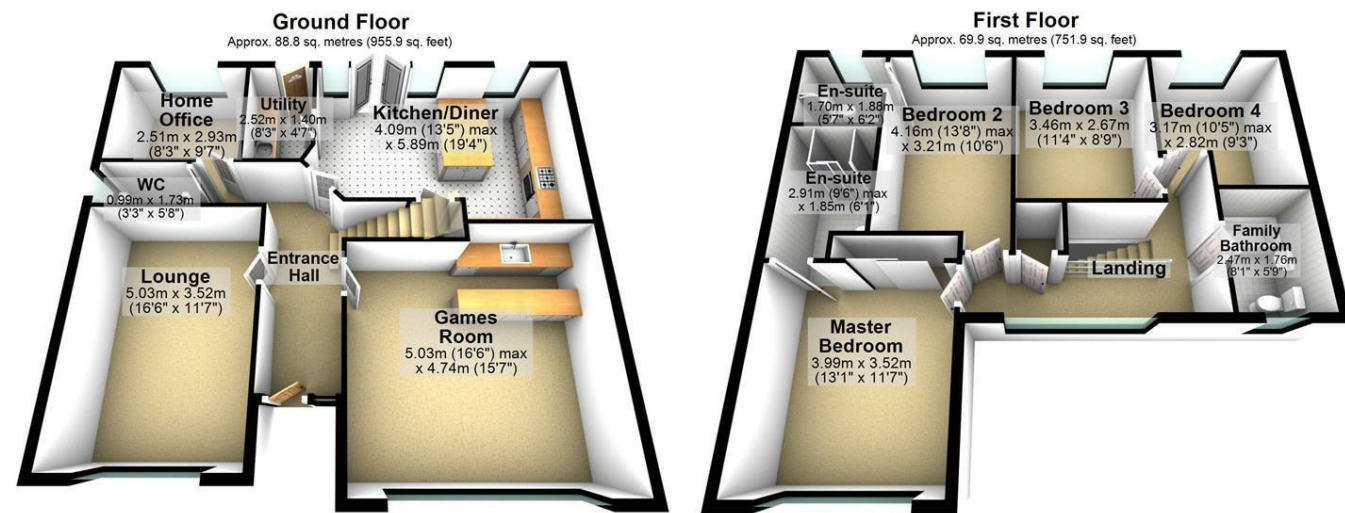 Ground Floor
Approx. 88.8 sq. metres (955.9 sq. feet)
Home
Office
2.51m x 2.93m
(8'3" x 9'7")
Utility
2.52m x 1.40m
(8'3" x 4'7")
Kitchen/Diner
4.09m (13'5") max
x 5.89m (19'4")
WC
0.99m x 1.73m
(3'3" x 5'8")
Lounge
5.03m x 3.52m
(16'6" x 11'7")
Entrance
Hall
Games
Room
5.03m (16'6") max
x 4.74m (15'7")
First Floor
Approx. 69.9 sq. metres (751.9 sq. feet)
En-suite
1.70m x 1.88m
(5'7" x 6'2")
Bedroom 2
4.16m (13'8") max
x 3.21m (10'6")
Bedroom 3
3.46m x 2.67m
(11'4" x 8'9")
Bedroom 4
3.17m (10'5") max
x 2.82m (9'3")
En-suite
2.91m (9'6") max
x 1.85m (6'1")
Family
Bathroom
2.47m x 1.76m
(8'1" x 5'9")
Landing
Master
Bedroom
3.99m x 3.52m
(13'1" x 11'7")